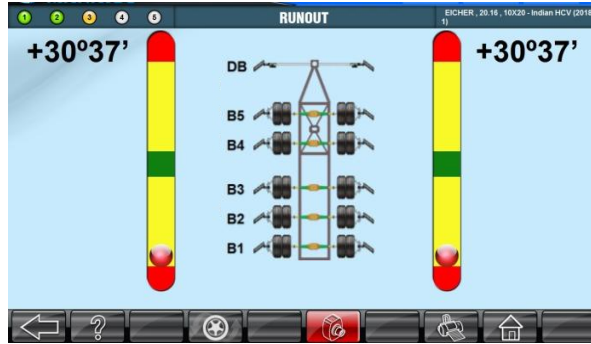 1 2 3 4 5
RUNOUT
EICHER , 20.16 , 10X20 - Indian HCV (2016
1)
+30º37’
+30º37’
DB
B5
B4
B3
B2
B1
?